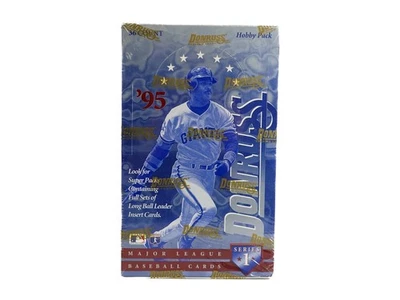 36 COUNT
DONRUSS
Hobby Pack
'95
GIANTS
DONRUSS
Look for
Super Packs
Containing
Full Sets of
Long Ball Leader
Insert Cards.
MAJOR LEAGUE
BASEBALL CARDS
SERIES
1